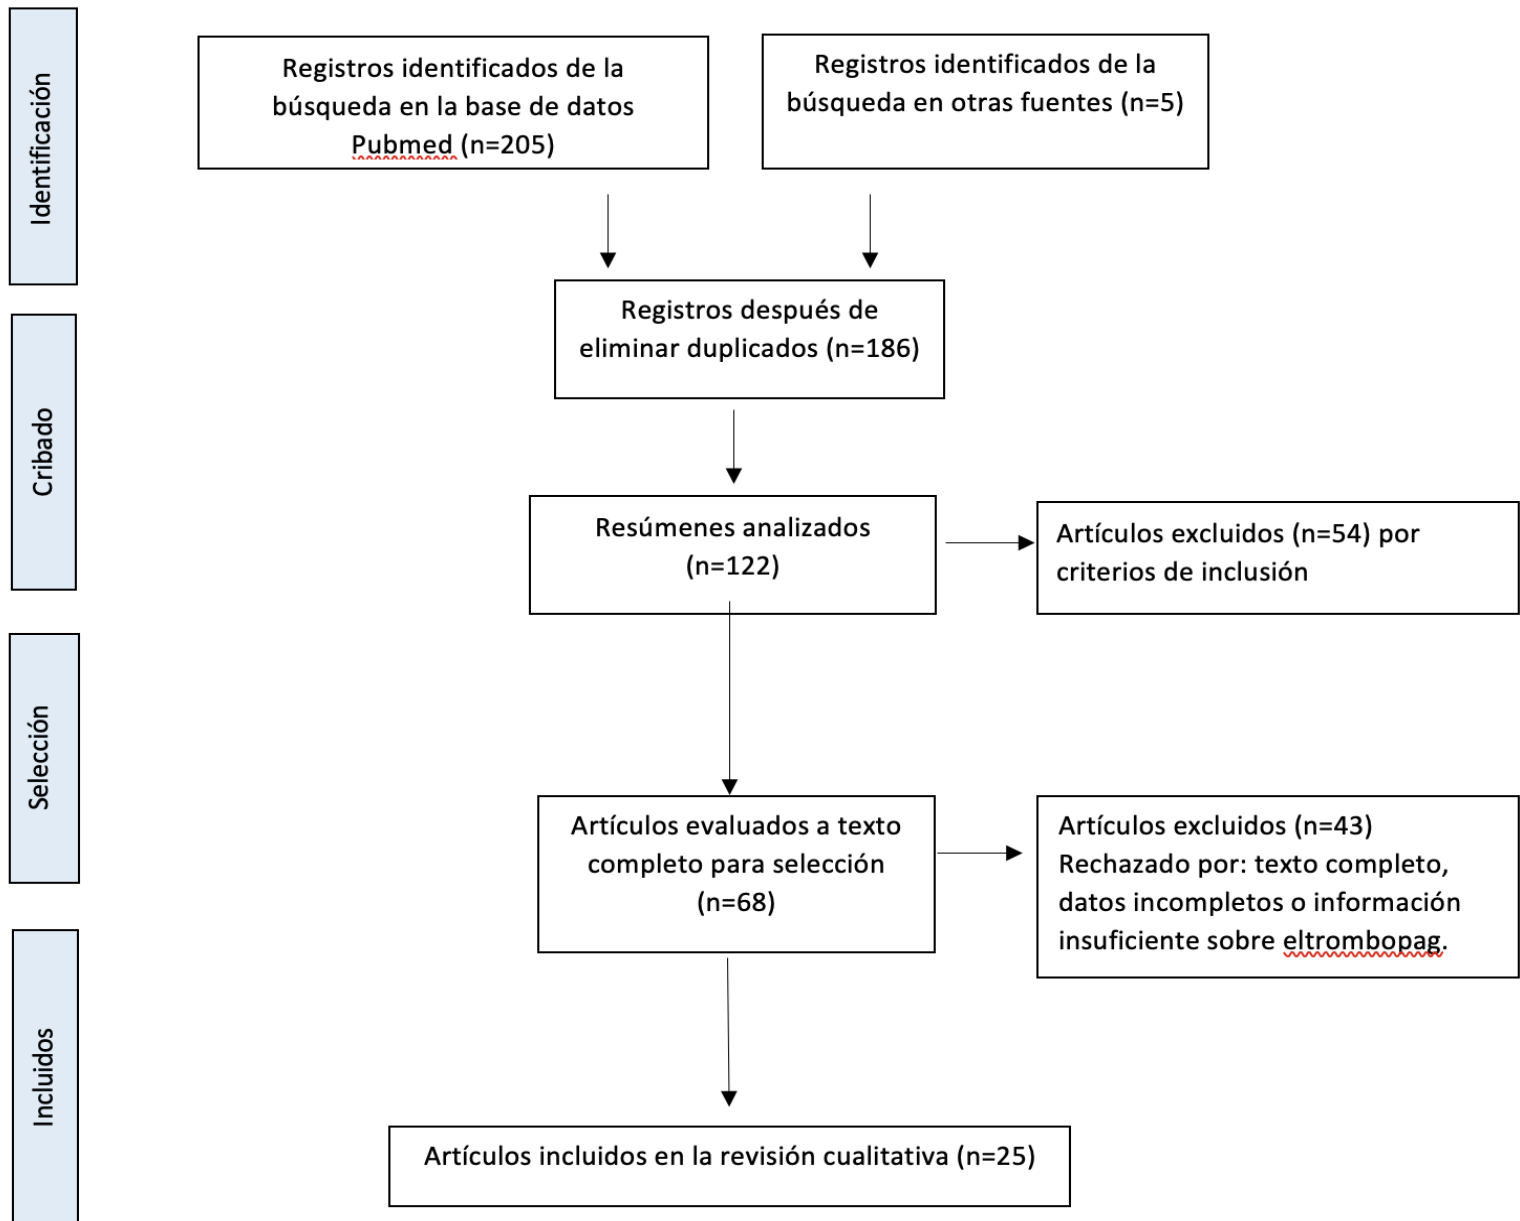 Identificación
Registros identificados de la
búsqueda en la base de datos
Pubmed (n=205)
Registros identificados de la
búsqueda en otras fuentes (n=5)
Cribado
Registros después de
eliminar duplicados (n=186)
Resúmenes analizados
(n=122)
Artículos excluidos (n=54) por
criterios de inclusión
Selección
Artículos evaluados a texto
completo para selección
(n=68)
Artículos excluidos (n=43)
Rechazado por: texto completo,
datos incompletos o información
insuficiente sobre eltrombopag.
Incluidos
Artículos incluidos en la revisión cualitativa (n=25)